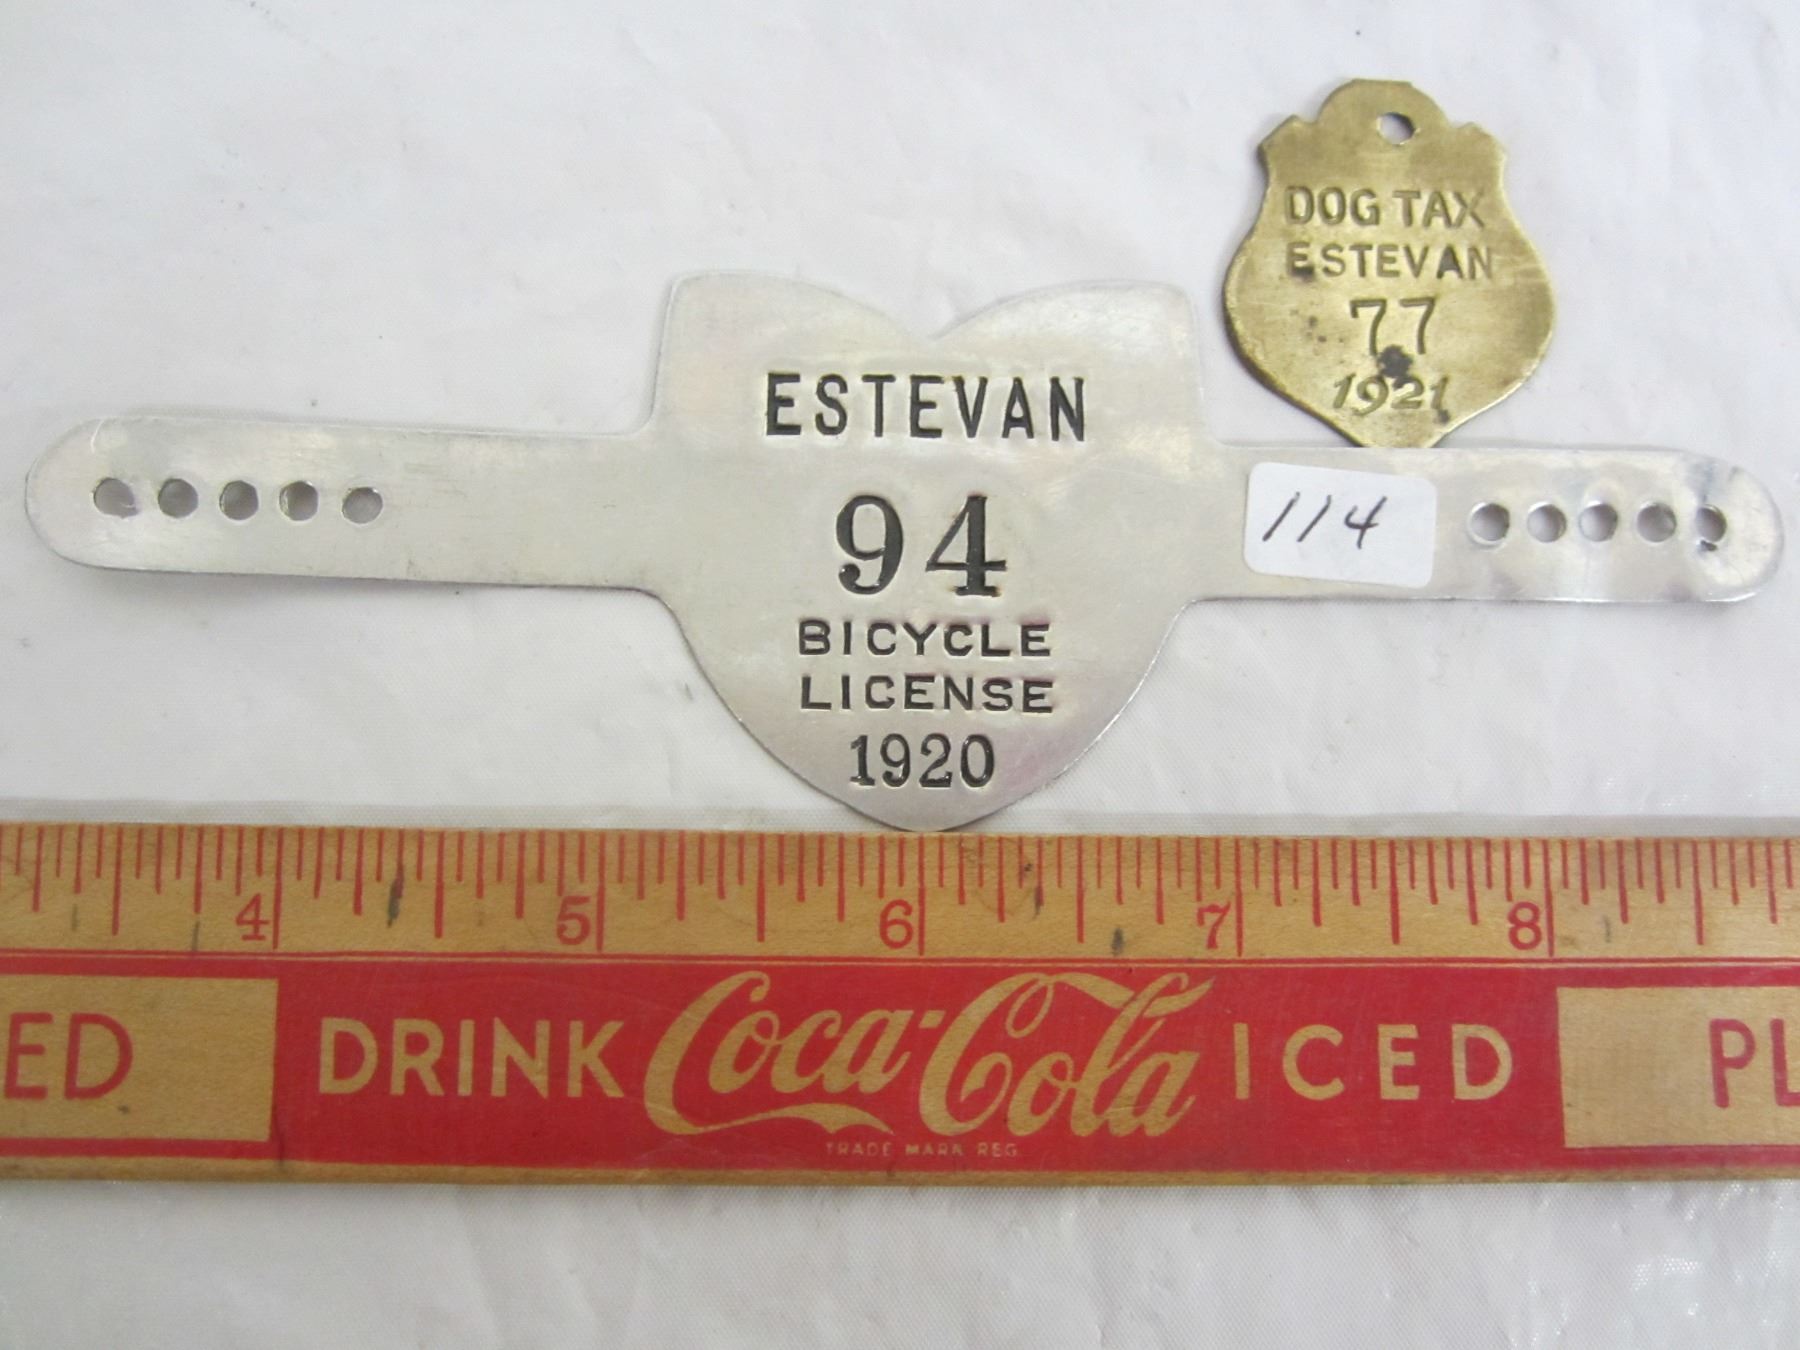 DOG TAX
ESTEVAN
77
1921
ESTEVAN
94
BICYCLE
LICENSE
1920
114
4 5 6 7 8
ED DRINK Coca-Cola ICED PL
TRADE MARK REG